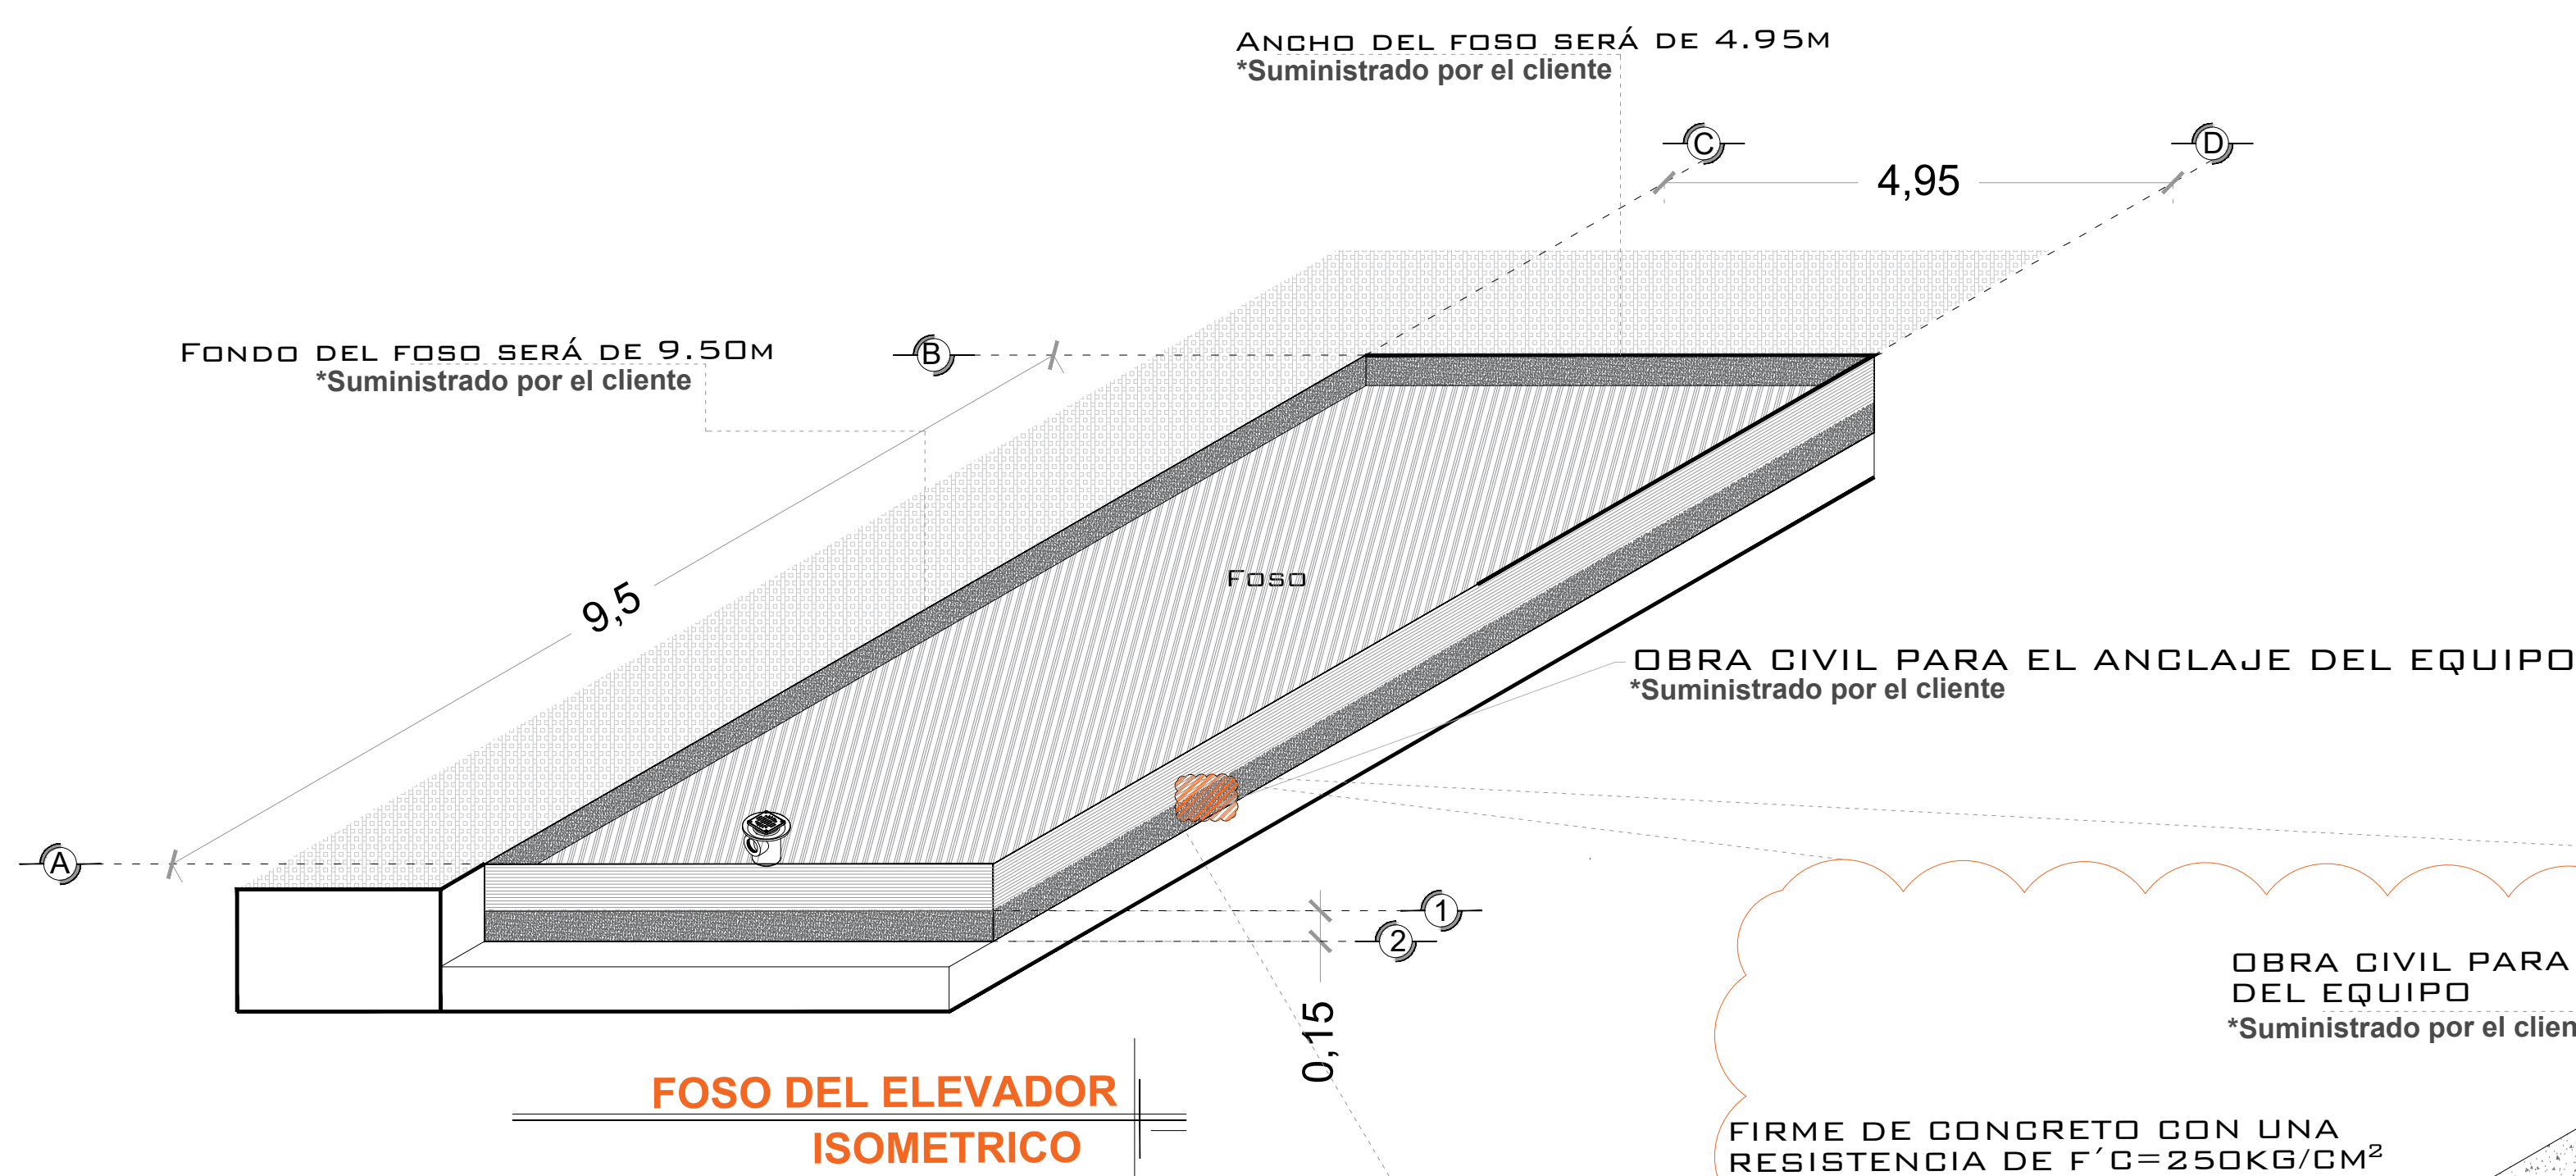 ANCHO DEL FOSO SERÁ DE 4.95M
*Suministrado por el cliente
C
D
4,95
FONDO DEL FOSO SERÁ DE 9.50M
*Suministrado por el cliente
B
9,5
FOSO
OBRA CIVIL PARA EL ANCLAJE DEL EQUIPO
*Suministrado por el cliente
A
1
2
0,15
OBRA CIVIL PARA
DEL EQUIPO
*Suministrado por el clien
FOSO DEL ELEVADOR
ISOMETRICO
FIRME DE CONCRETO CON UNA
RESISTENCIA DE F´C=250KG/CM²